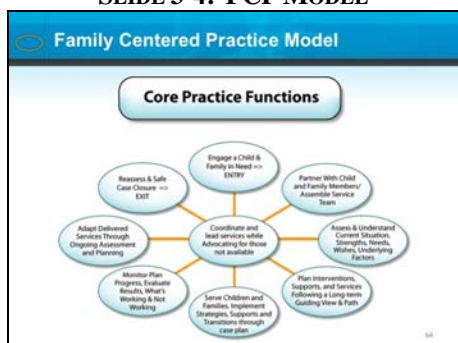 SLIDE 3-4: FCP MODEL
Family Centered Practice Model
Core Practice Functions
Engage a Child &
Family in Need =>
ENTRY
Partner With Child
and Family Members/
Assemble Service
Team
Assess & Understand
Current Situation,
Strengths, Needs,
Wishes, Underlying
Factors
Plan Interventions,
Supports, and Services
Following a Long-term
Guiding View & Path
Serve Children and
Families, Implement
Strategies, Supports and
Transitions through
case plan
Monitor Plan
Progress, Evaluate
Results, What's
Working & Not
Working
Adapt Delivered
Services Through
Ongoing Assessment
and Planning
Reassess & Safe
Case Closure =>
EXIT
Coordinate and
lead services while
Advocating for those
not available
64